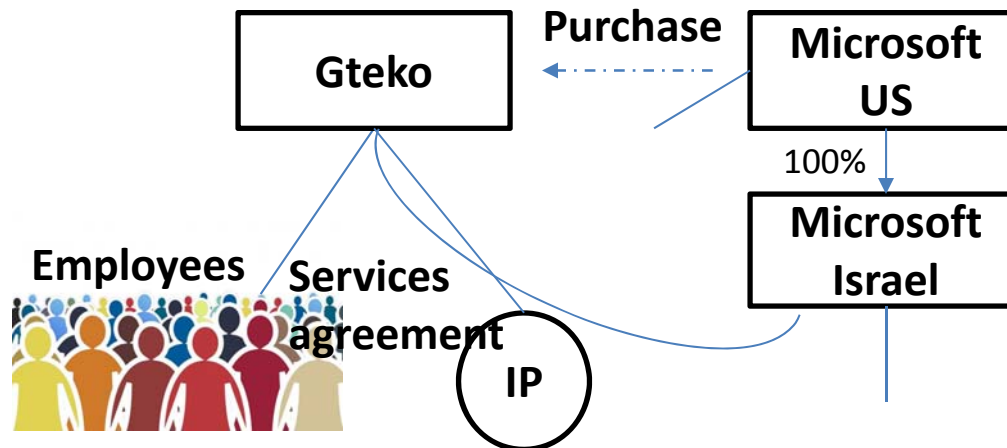 Purchase
Gteko
Microsoft
US
100%
Microsoft
Israel
Employees
Services
agreement
IP